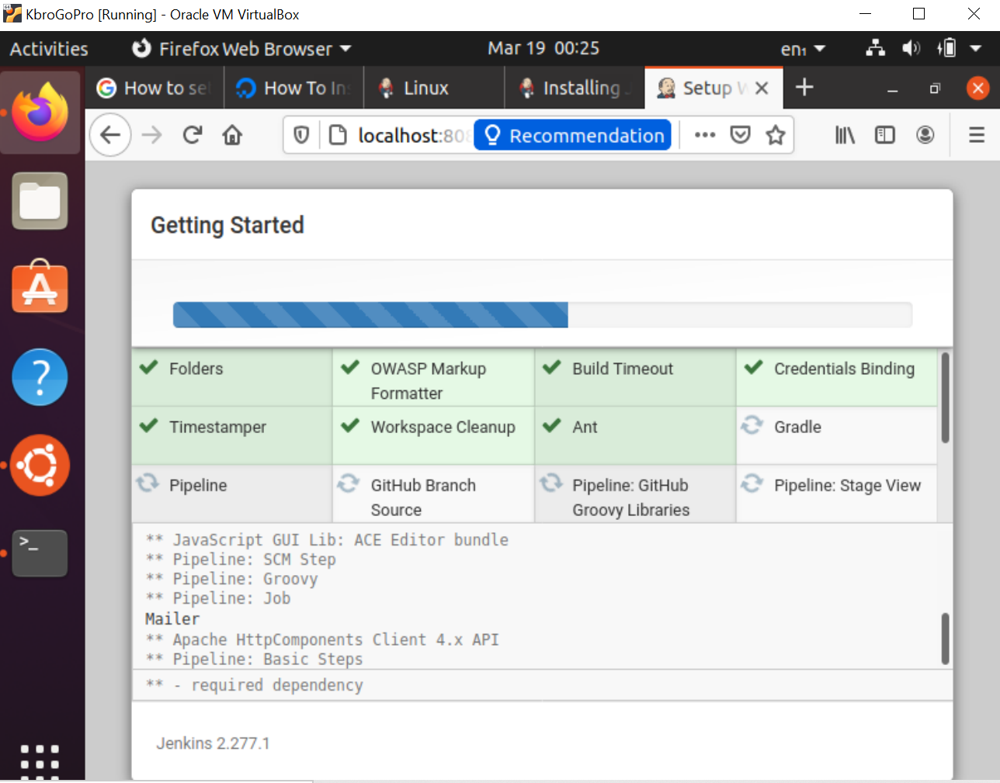 KbroGoPro [Running] - Oracle VM VirtualBox
Activities Firefox Web Browser Mar 19 00:25 en₁
How to se How To In Linux Installing Setup
localhost:808 Recommendation
Getting Started
Folders
OWASP Markup
Formatter
Build Timeout
Credentials Binding
Timestamper
Workspace Cleanup
Ant
Gradle
Pipeline
GitHub Branch
Source
Pipeline: GitHub
Groovy Libraries
Pipeline: Stage View
** JavaScript GUI Lib: ACE Editor bundle
** Pipeline: SCM Step
** Pipeline: Groovy
** Pipeline: Job
Mailer
** Apache HttpComponents Client 4.x API
** Pipeline: Basic Steps
** - required dependency
Jenkins 2.277.1